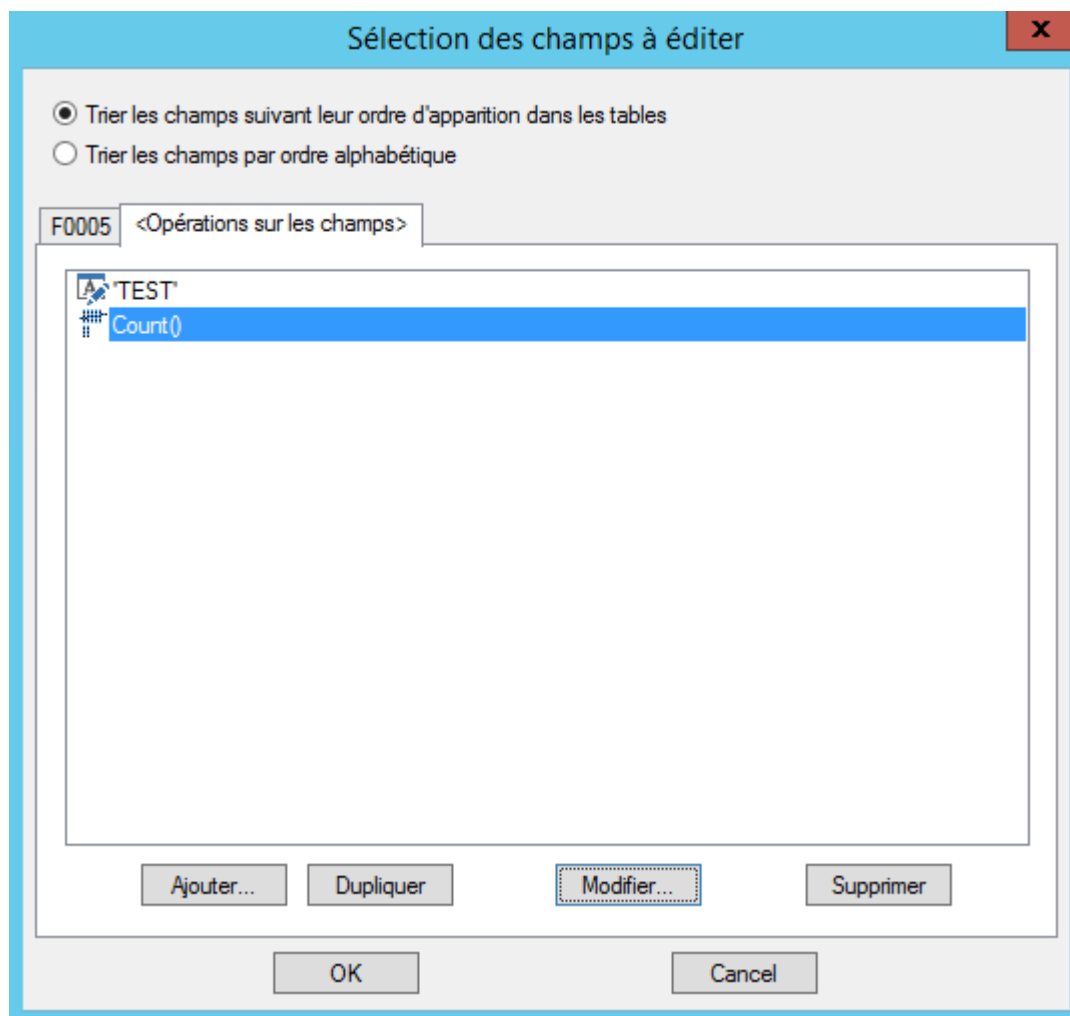 Sélection des champs à éditer
x
Trier les champs suivant leur ordre d'apparition dans les tables
Trier les champs par ordre alphabétique
F0005 <Opérations sur les champs>
'TEST'
Count()
Ajouter... Dupliquer Modifier... Supprimer
OK Cancel